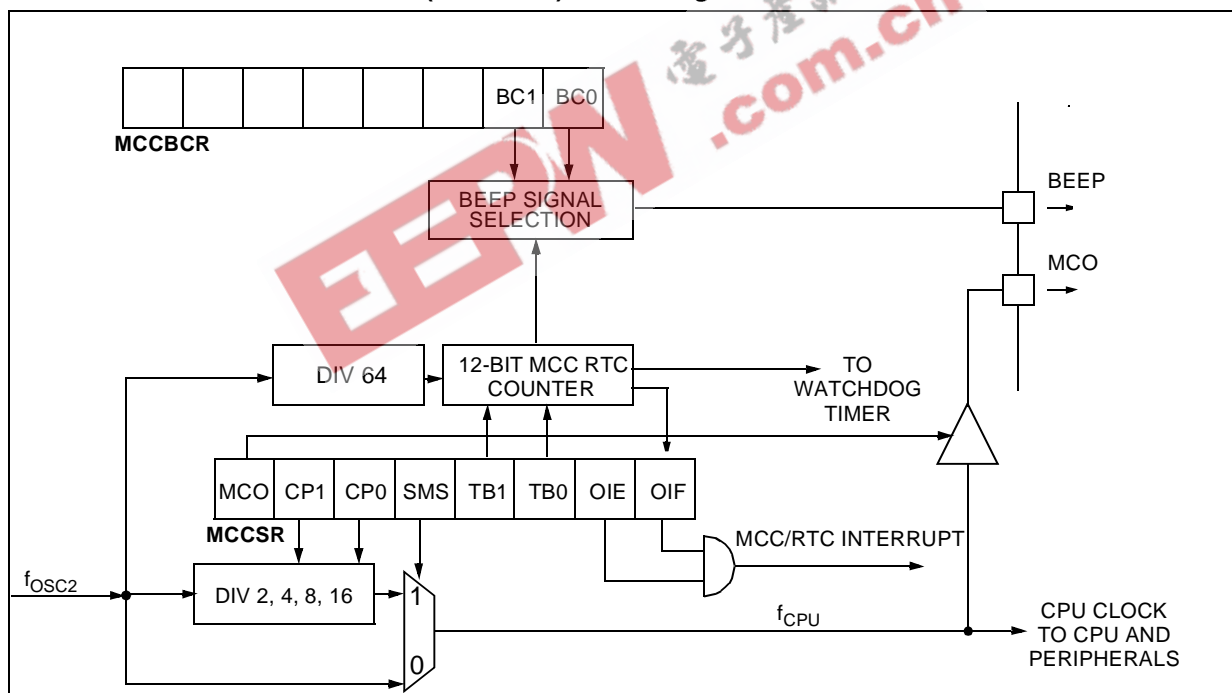 BC1 BC0
MCCBCR
BEEP SIGNAL
SELECTION
BEEP
MCO
DIV 64
12-BIT MCC RTC
COUNTER
TO
WATCHDOG
TIMER
MCO CP1 CP0 SMS TB1 TB0 OIE OIF
MCCSR
MCC/RTC INTERRUPT
fOSC2
DIV 2, 4, 8, 16
1
0
fCPU
CPU CLOCK
TO CPU AND
PERIPHERALS
EEPW
.com.cn